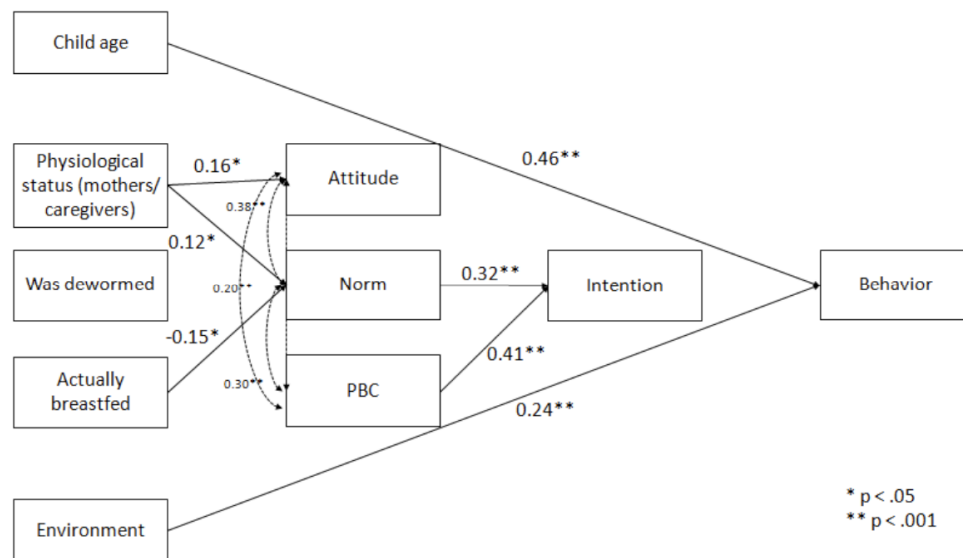 Child age
0.46**
Physiological
status (mothers/
caregivers)
0.16*
Attitude
0.38**
0.12*
Was dewormed
0.20**
Norm
0.32**
Intention
Behavior
-0.15*
0.41**
Actually
breastfed
0.30**
PBC
0.24**
Environment
* p < .05
** p < .001